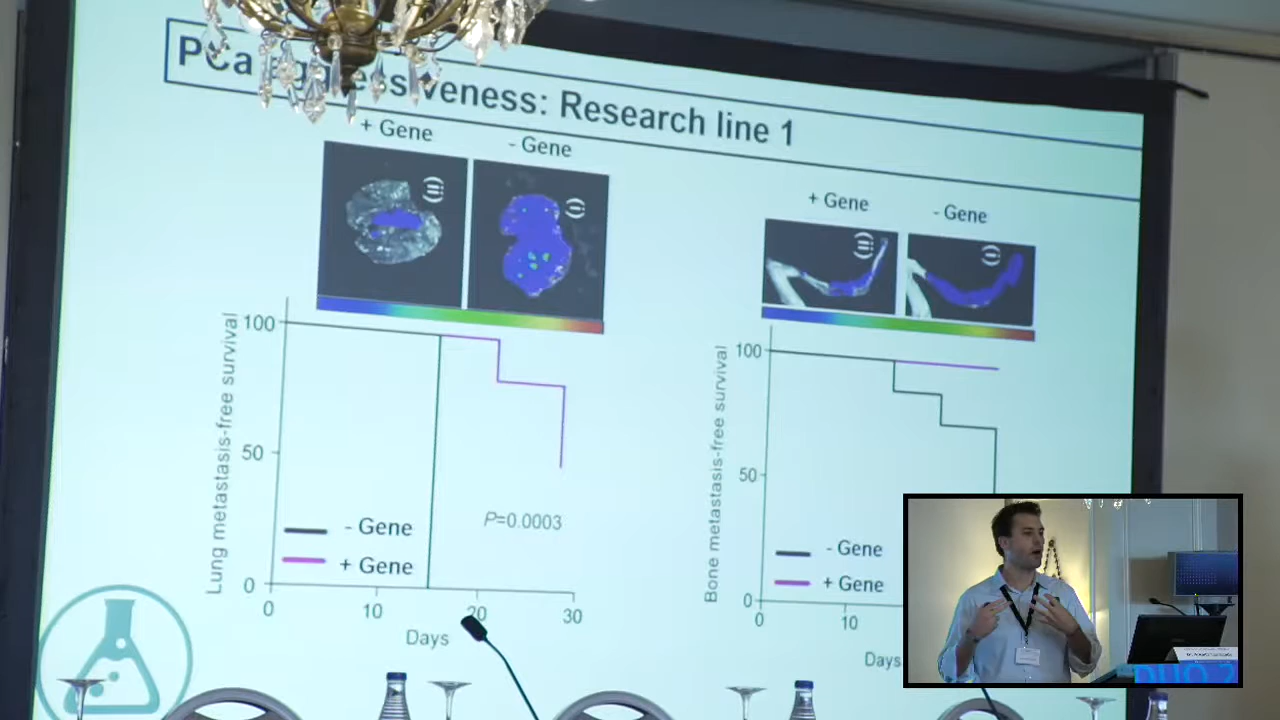 PCa aggressiveness: Research line 1
+ Gene
- Gene
+ Gene
- Gene
Lung metastasis-free survival
100
50
0
- Gene
+ Gene
P=0.0003
0
10
20
30
Days
Bone metastasis-free survival
100
50
0
- Gene
+ Gene
0
10
Days